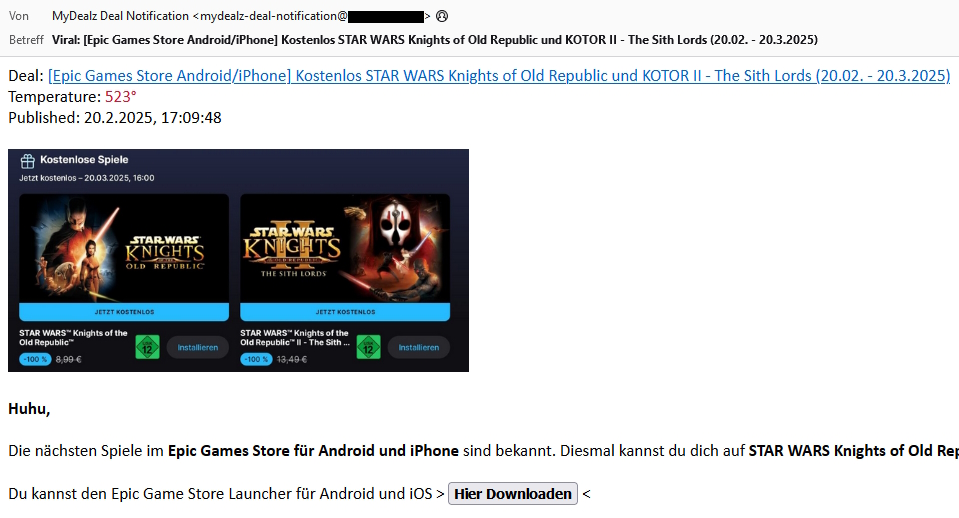 Von MyDealz Deal Notification <mydealz-deal-notification@ >
Betreff Viral: [Epic Games Store Android/iPhone] Kostenlos STAR WARS Knights of Old Republic und KOTOR II - The Sith Lords (20.02. - 20.3.2025)
Deal: [Epic Games Store Android/iPhone] Kostenlos STAR WARS Knights of Old Republic und KOTOR II - The Sith Lords (20.02. - 20.3.2025)
Temperature: 523°
Published: 20.2.2025, 17:09:48
Kostenlose Spiele
Jetzt kostenlos – 20.03.2025, 16:00
STAR WARS
KNIGHTS
OF THE
OLD REPUBLIC™
JETZT KOSTENLOS
STAR WARS™ Knights of the
Old Republic™
12
Installieren
-100 % 8,99 €
STAR WARS
II
KNIGHTS
OF THE OLD REPUBLIC
THE SITH LORDS
JETZT KOSTENLOS
STAR WARS™ Knights of the
Old Republic™ II - The Sith ...
12
Installieren
-100 % 13,49 €
Huhu,
Die nächsten Spiele im Epic Games Store für Android und iPhone sind bekannt. Diesmal kannst du dich auf STAR WARS Knights of Old Rep
Du kannst den Epic Game Store Launcher für Android und iOS > Hier Downloaden <